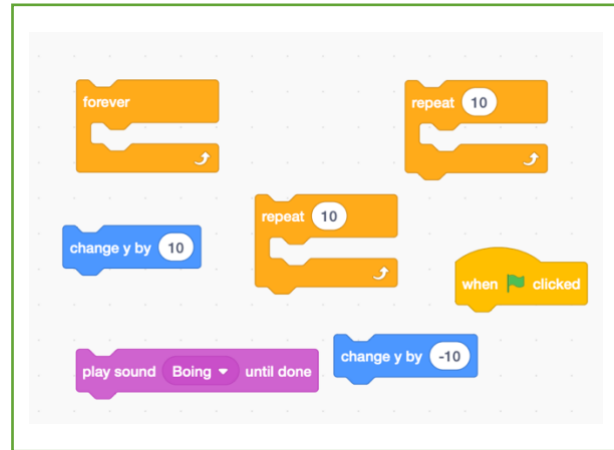 forever
repeat 10
repeat 10
change y by 10
when clicked
play sound Boing until done
change y by -10